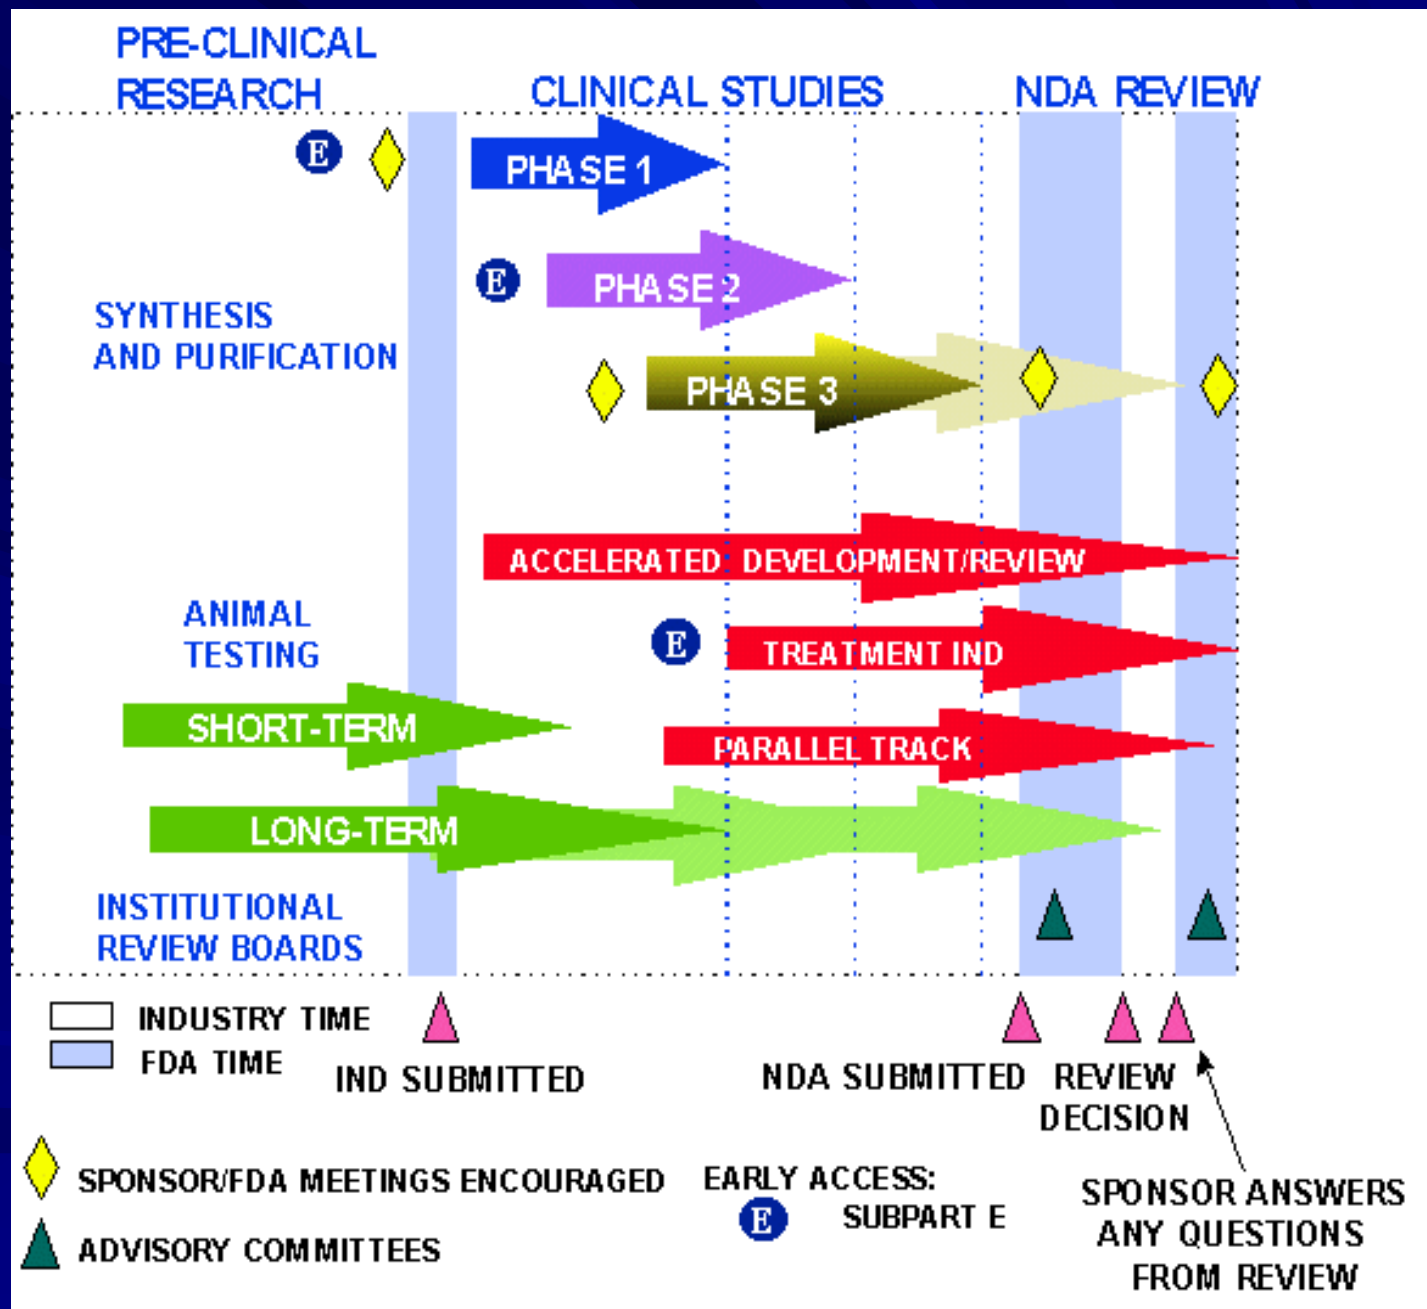 PRE-CLINICAL
RESEARCH
CLINICAL STUDIES
NDA REVIEW
E
PHASE 1
E
PHASE 2
SYNTHESIS
AND PURIFICATION
PHASE 3
ACCELERATED DEVELOPMENT/REVIEW
ANIMAL
TESTING
E
TREATMENT IND
SHORT-TERM
PARALLEL TRACK
LONG-TERM
INSTITUTIONAL
REVIEW BOARDS
INDUSTRY TIME
FDA TIME
IND SUBMITTED
NDA SUBMITTED
REVIEW
DECISION
SPONSOR/FDA MEETINGS ENCOURAGED
ADVISORY COMMITTEES
EARLY ACCESS:
E SUBPART E
SPONSOR ANSWERS
ANY QUESTIONS
FROM REVIEW